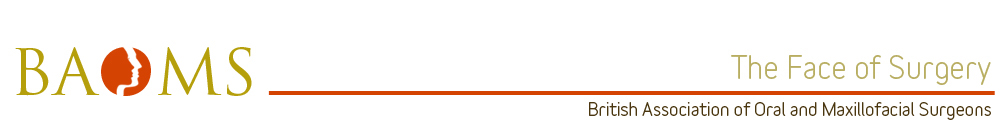 BAOMS
The Face of Surgery
British Association of Oral and Maxillofacial Surgeons